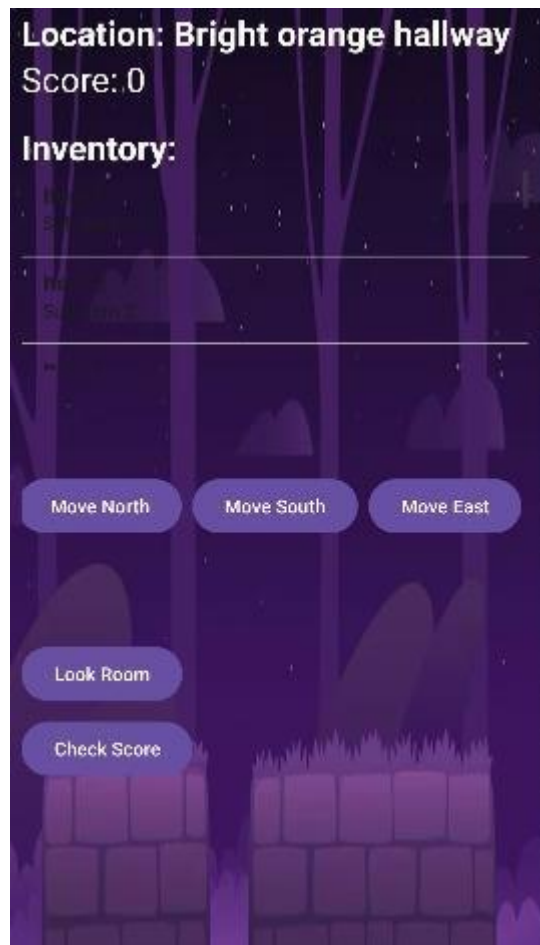 Location: Bright orange hallway
Score: 0
Inventory:
Move North
Move South
Move East
Look Room
Check Score